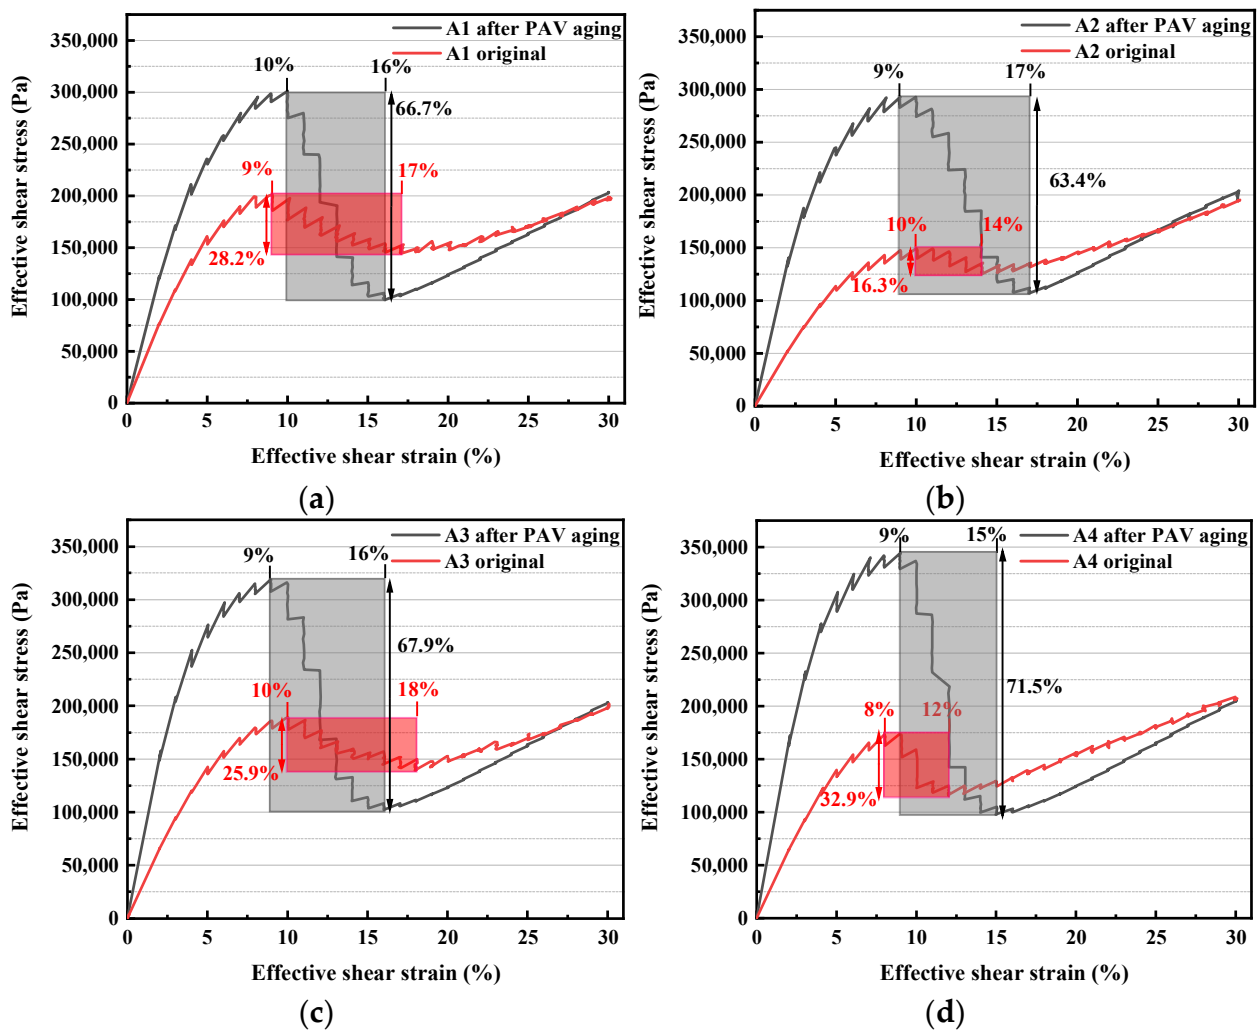 A1 after PAV aging
A1 original
Effective shear stress (Pa)
350,000
300,000
250,000
200,000
150,000
100,000
50,000
0
10%
16%
66.7%
9%
17%
28.2%
0 5 10 15 20 25 30
Effective shear strain (%)
(a)
A2 after PAV aging
A2 original
Effective shear stress (Pa)
350,000
300,000
250,000
200,000
150,000
100,000
50,000
0
9%
17%
63.4%
10%
14%
16.3%
0 5 10 15 20 25 30
Effective shear strain (%)
(b)
A3 after PAV aging
A3 original
Effective shear stress (Pa)
350,000
300,000
250,000
200,000
150,000
100,000
50,000
0
9%
16%
67.9%
10%
18%
25.9%
0 5 10 15 20 25 30
Effective shear strain (%)
(c)
A4 after PAV aging
A4 original
Effective shear stress (Pa)
350,000
300,000
250,000
200,000
150,000
100,000
50,000
0
9%
15%
71.5%
8%
12%
32.9%
0 5 10 15 20 25 30
Effective shear strain (%)
(d)